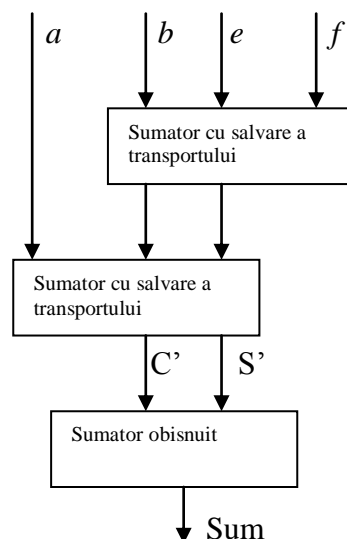 a b e f
Sumator cu salvare a
transportului
Sumator cu salvare a
transportului
C’ S’
Sumator obisnuit
Sum